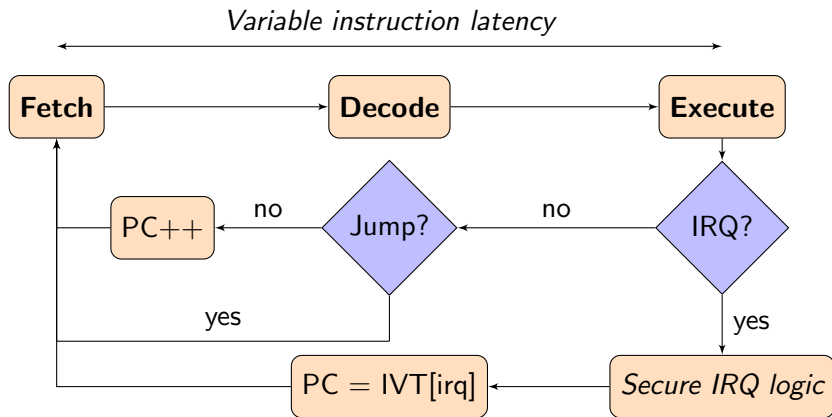 Variable instruction latency
Fetch
Decode
Execute
PC++
no
Jump?
no
IRQ?
yes
yes
PC = IVT[irq]
Secure IRQ logic